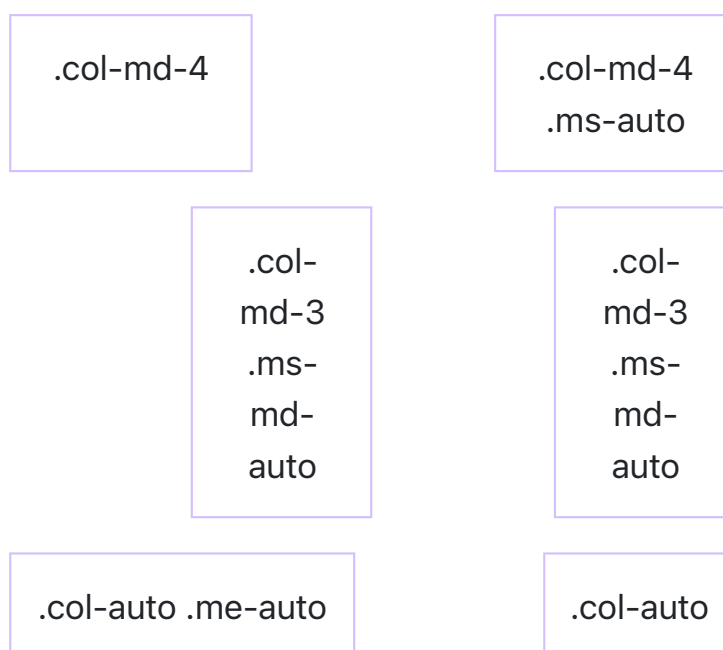 .col-md-4
.col-md-4
.ms-auto
.col-
md-3
.ms-
md-
auto
.col-
md-3
.ms-
md-
auto
.col-auto .me-auto
.col-auto